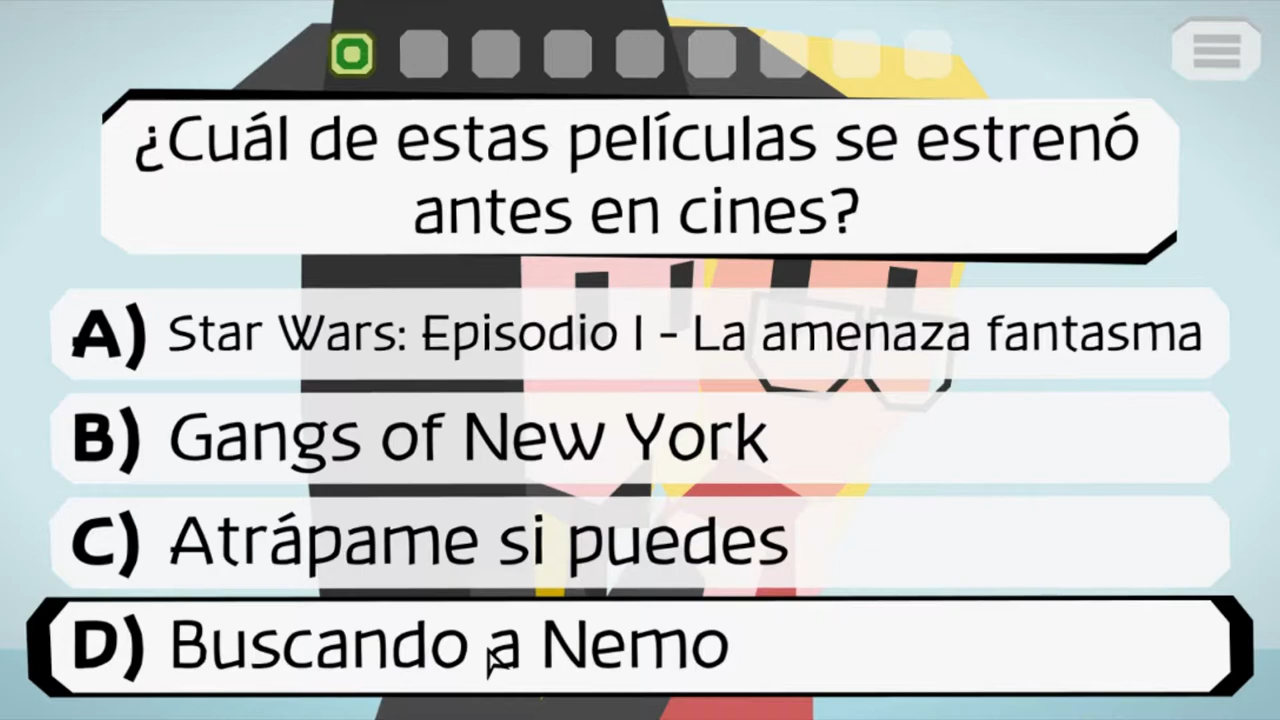 ¿Cuál de estas películas se estrenó
antes en cines?
A) Star Wars: Episodio I - La amenaza fantasma
B) Gangs of New York
C) Atrápame si puedes
D) Buscando a Nemo